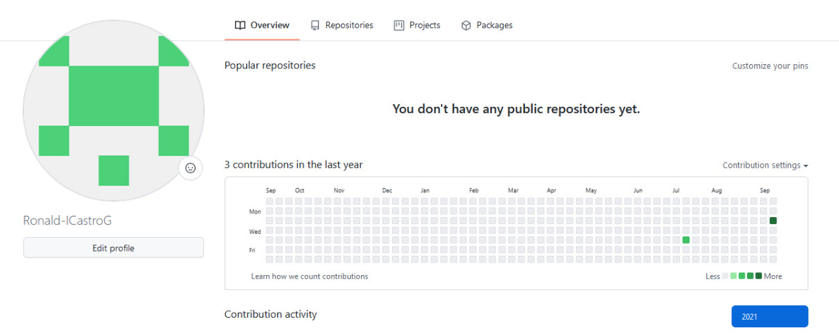 Overview Repositories Projects Packages
Popular repositories Customize your pins
You don't have any public repositories yet.
3 contributions in the last year Contribution settings
Sep Oct Nov Dec Jan Feb Mar Apr May Jun Jul Aug Sep
Mon
Wed
Fri
Learn how we count contributions Less More
Ronald-ICastroG
Edit profile
Contribution activity 2021